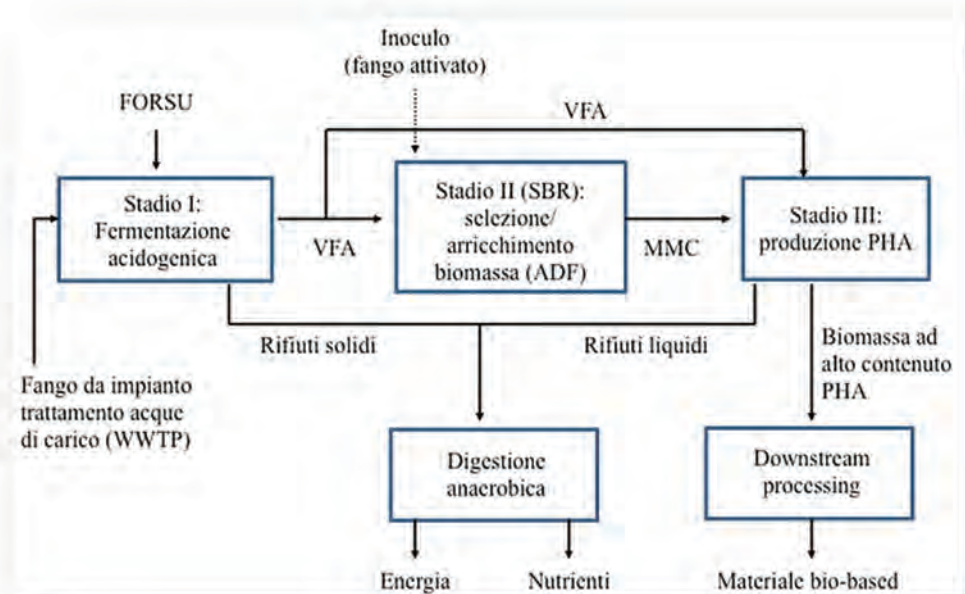 Inoculo
(fango attivato)
FORSU
VFA
Stadio I:
Fermentazione
acidogenica
VFA
Stadio II (SBR):
selezione/
arricchimento
biomassa (ADF)
MMC
Stadio III:
produzione PHA
Rifiuti solidi
Rifiuti liquidi
Biomassa ad
alto contenuto
PHA
Fango da impianto
trattamento acque
di carico (WWTP)
Digestione
anaerobica
Downstream
processing
Energia
Nutrienti
Materiale bio-based